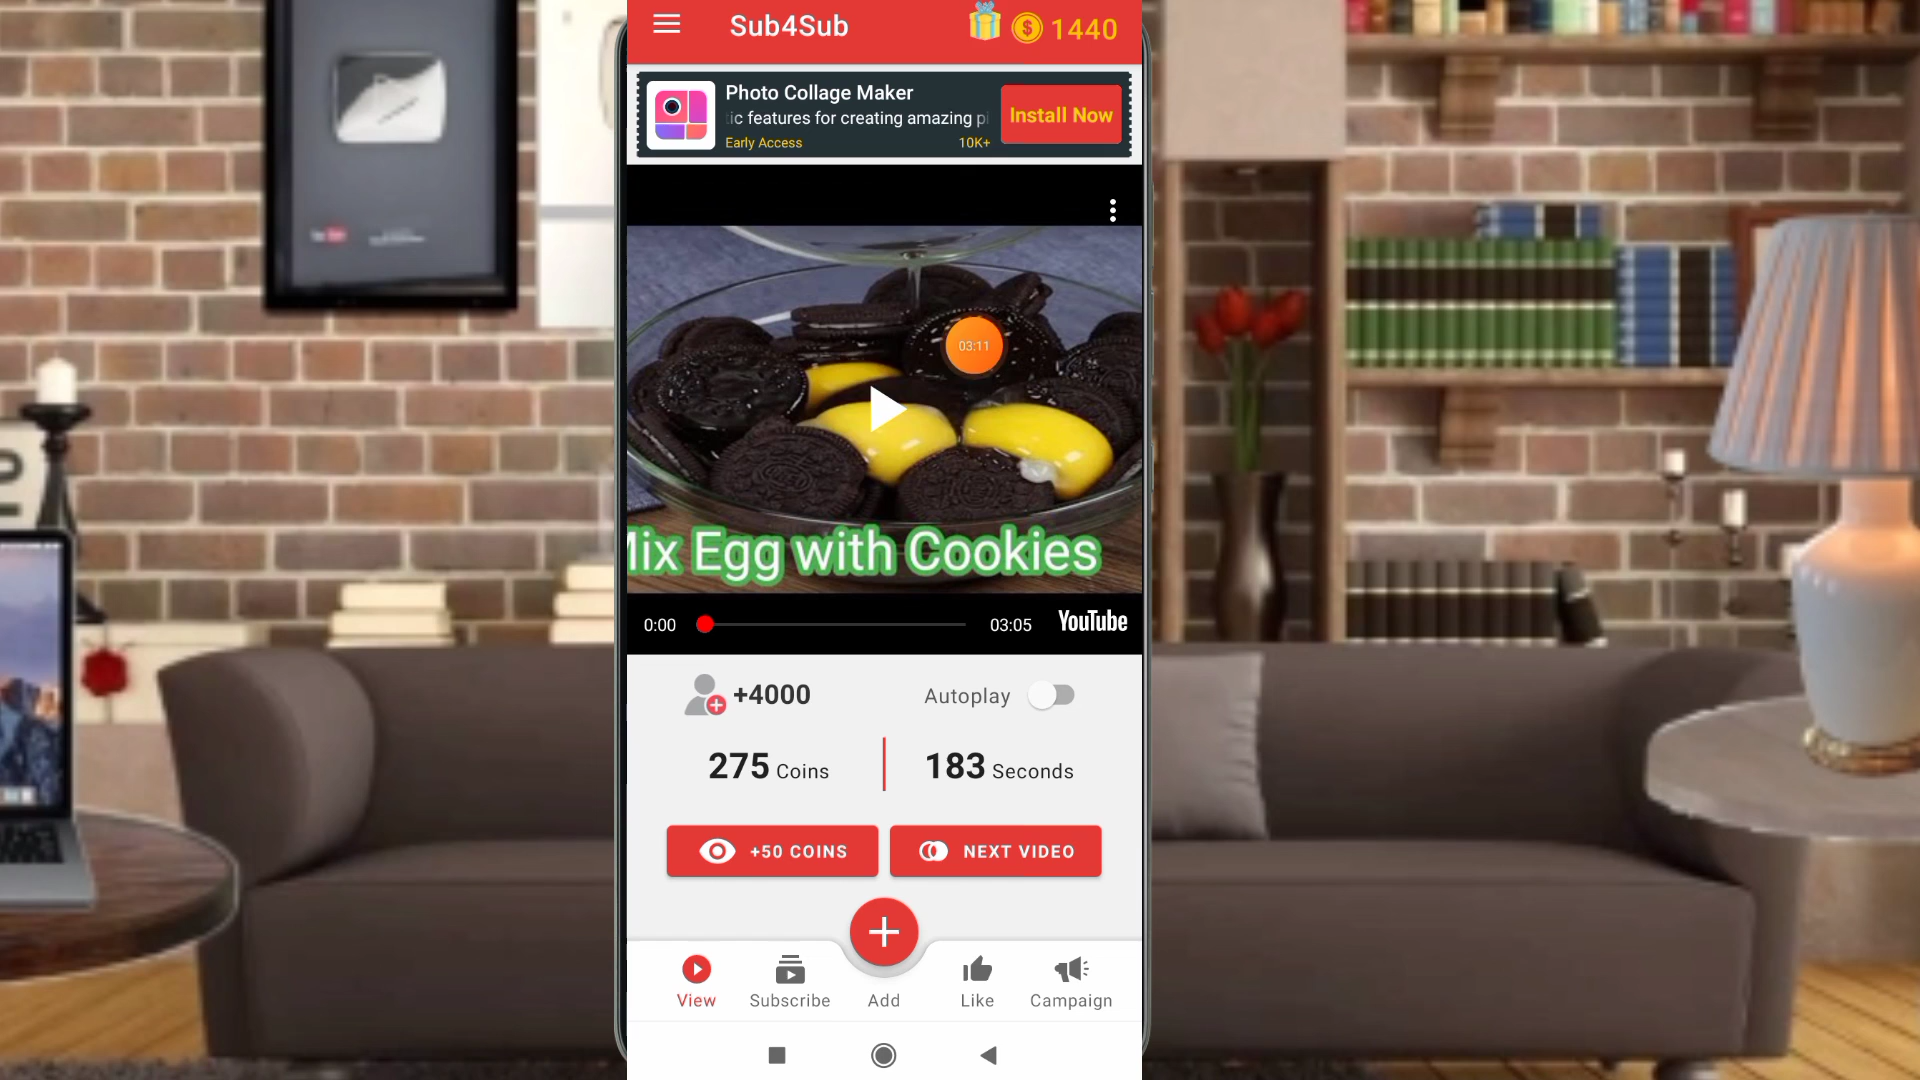 Sub4Sub
1440
Photo Collage Maker
ic features for creating amazing pi
Early Access
10K+
Install Now
03:11
Mix Egg with Cookies
0:00
03:05
YouTube
+4000
Autoplay
275 Coins
183 Seconds
+50 COINS
NEXT VIDEO
View
Subscribe
Add
Like
Campaign